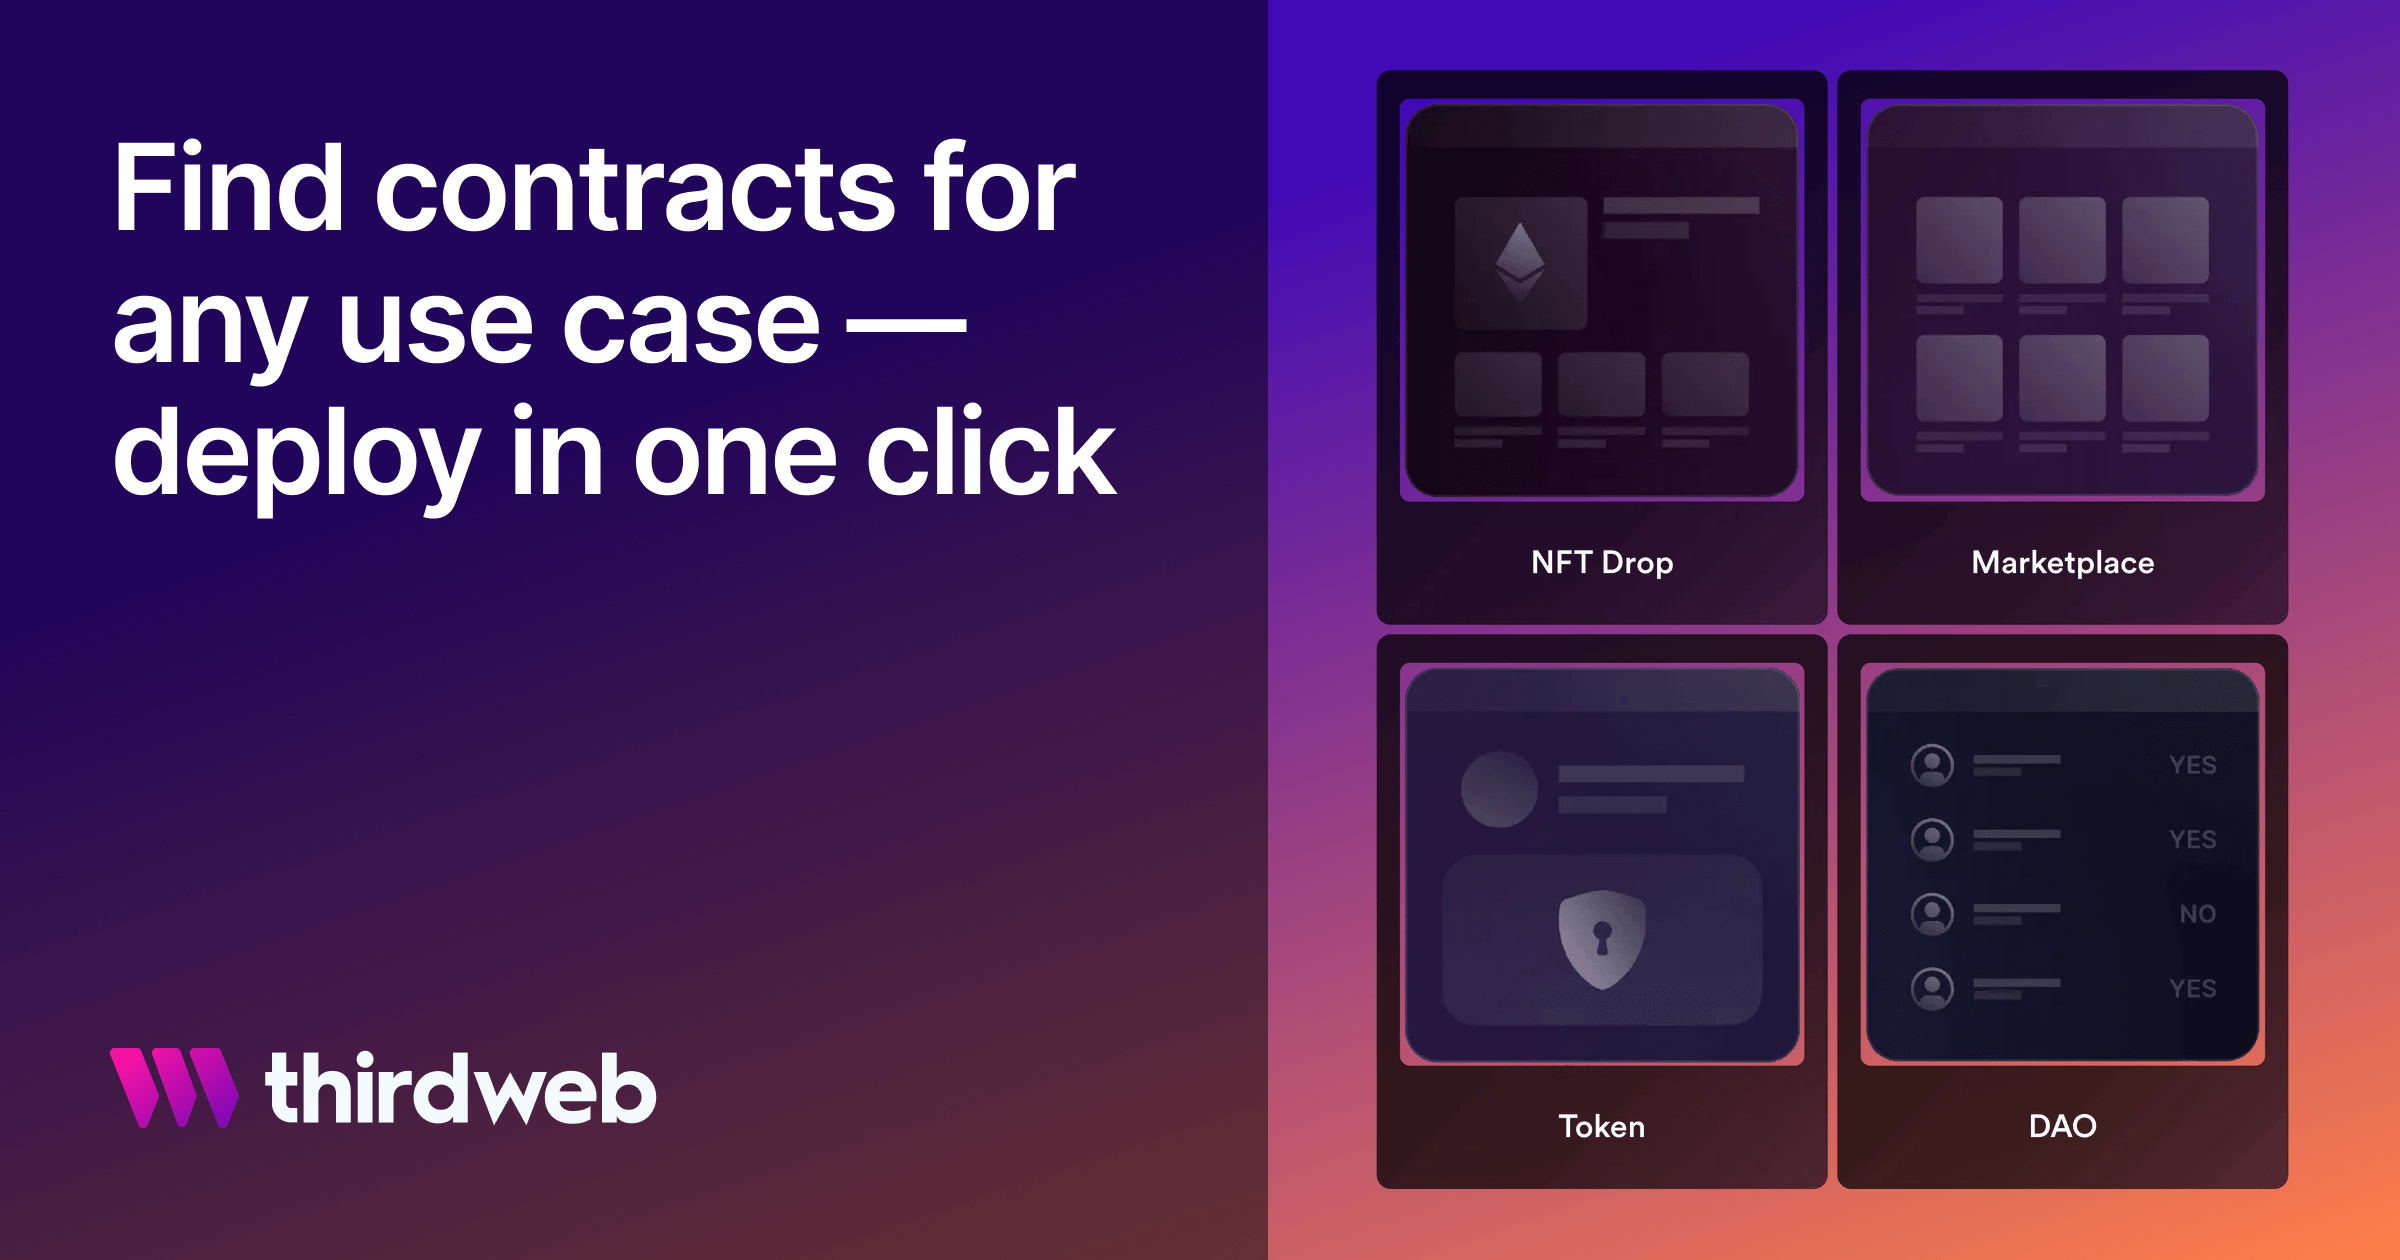 Find contracts for
any use case —
deploy in one click
thirdweb
NFT Drop
Marketplace
Token
YES
YES
NO
YES
DAO